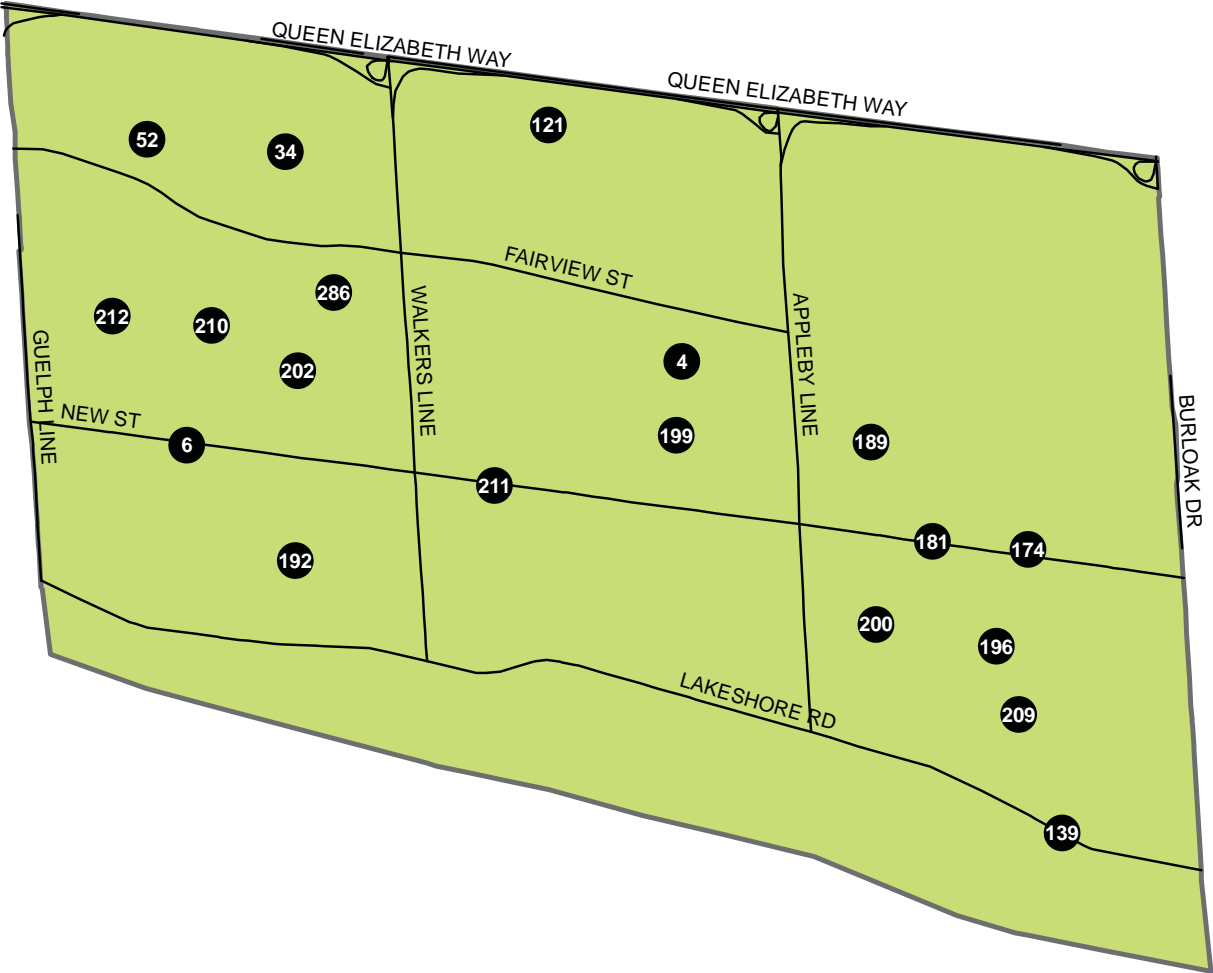 QUEEN ELIZABETH WAY
QUEEN ELIZABETH WAY
121
52
34
FAIRVIEW ST
286
212
210
WALKERS LINE
APPLEBY LINE
GUELPH LINE
202
4
NEW ST
6
199
189
BURLOAK DR
211
181
174
192
200
196
LAKESHORE RD
209
139